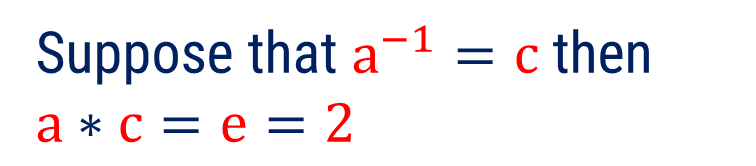 Suppose that a⁻¹ = c then
a * c = e = 2